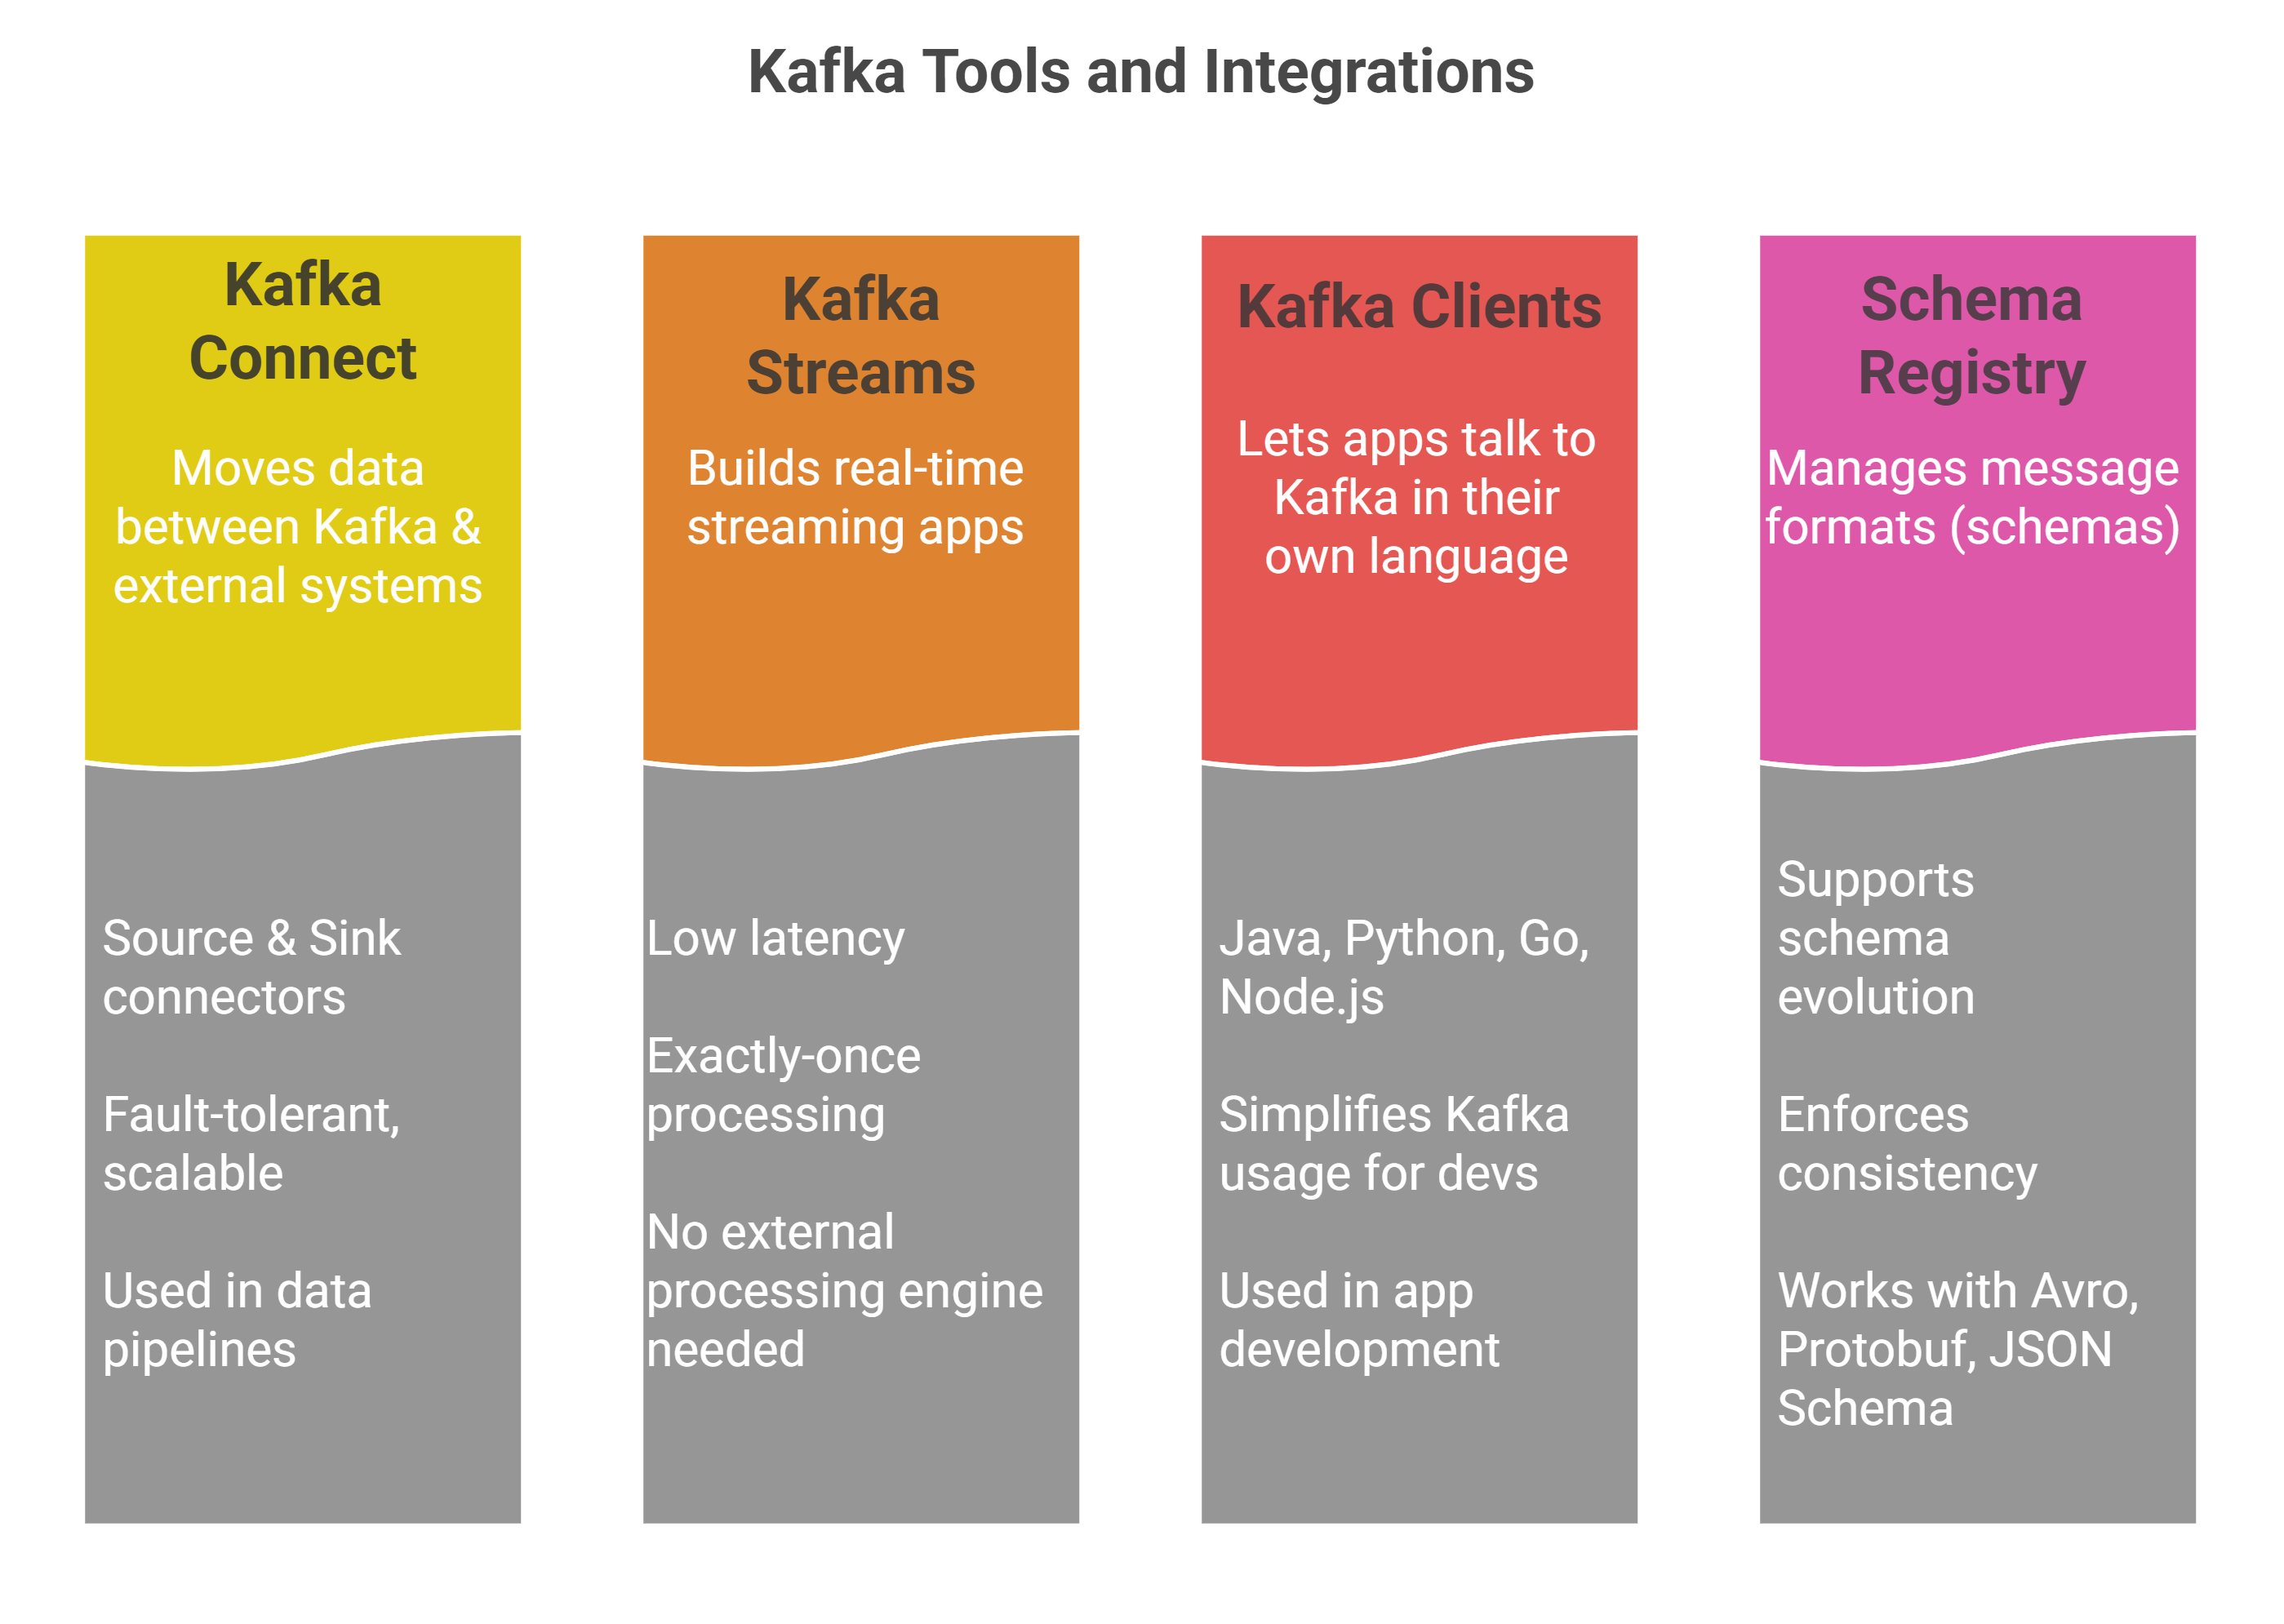 Kafka Tools and Integrations
Kafka
Connect
Moves data
between Kafka &
external systems
Source & Sink
connectors
Fault-tolerant,
scalable
Used in data
pipelines
Kafka
Streams
Builds real-time
streaming apps
Low latency
Exactly-once
processing
No external
processing engine
needed
Kafka Clients
Lets apps talk to
Kafka in their
own language
Java, Python, Go,
Node.js
Simplifies Kafka
usage for devs
Used in app
development
Schema
Registry
Manages message
formats (schemas)
Supports
schema
evolution
Enforces
consistency
Works with Avro,
Protobuf, JSON
Schema